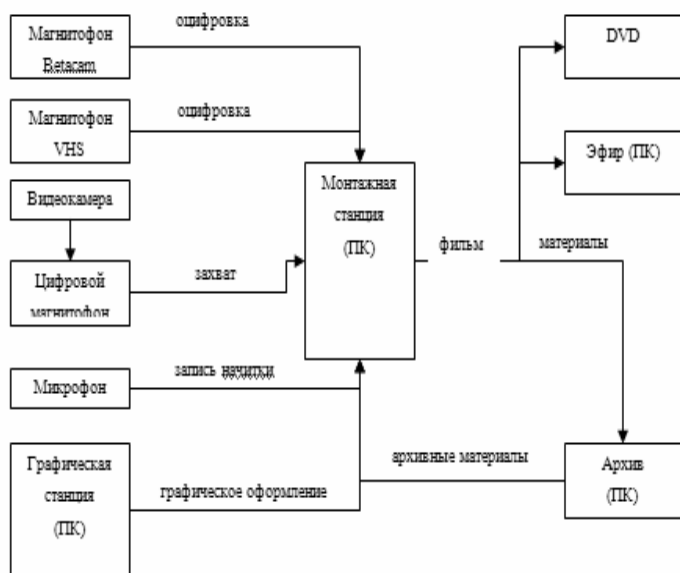 Магнитофон
Betacam
оцифровка
DVD
Магнитофон
VHS
оцифровка
Эфир (ПК)
Видеокамера
Монтажная
станция
(ПК)
фильм
материалы
Цифровой
магнитофон
захват
Микрофон
запись начитки
Графическая
станция
(ПК)
графическое оформление
архивные материалы
Архив
(ПК)